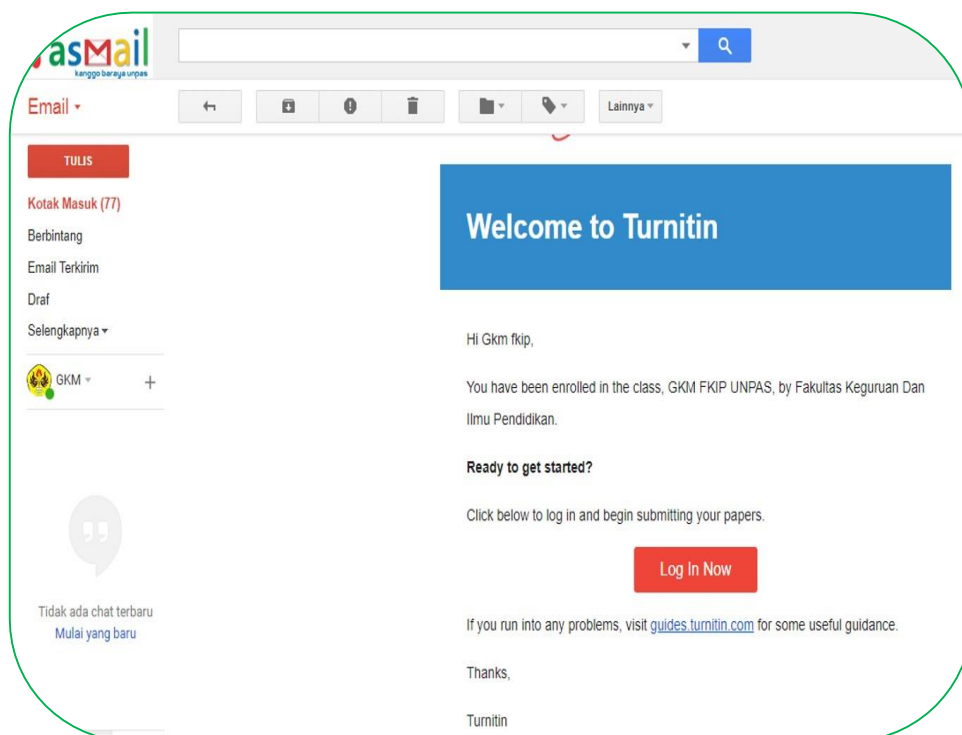 asMail
kanggo baraya unpas
Email
Lainnya
TULIS
Kotak Masuk (77)
Berbintang
Email Terkirim
Draf
Selengkapnya
GKM
Tidak ada chat terbaru
Mulai yang baru
Welcome to Turnitin
Hi Gkm fkip,
You have been enrolled in the class, GKM FKIP UNPAS, by Fakultas Keguruan Dan
Ilmu Pendidikan.
Ready to get started?
Click below to log in and begin submitting your papers.
Log In Now
If you run into any problems, visit guides.turnitin.com for some useful guidance.
Thanks,
Turnitin